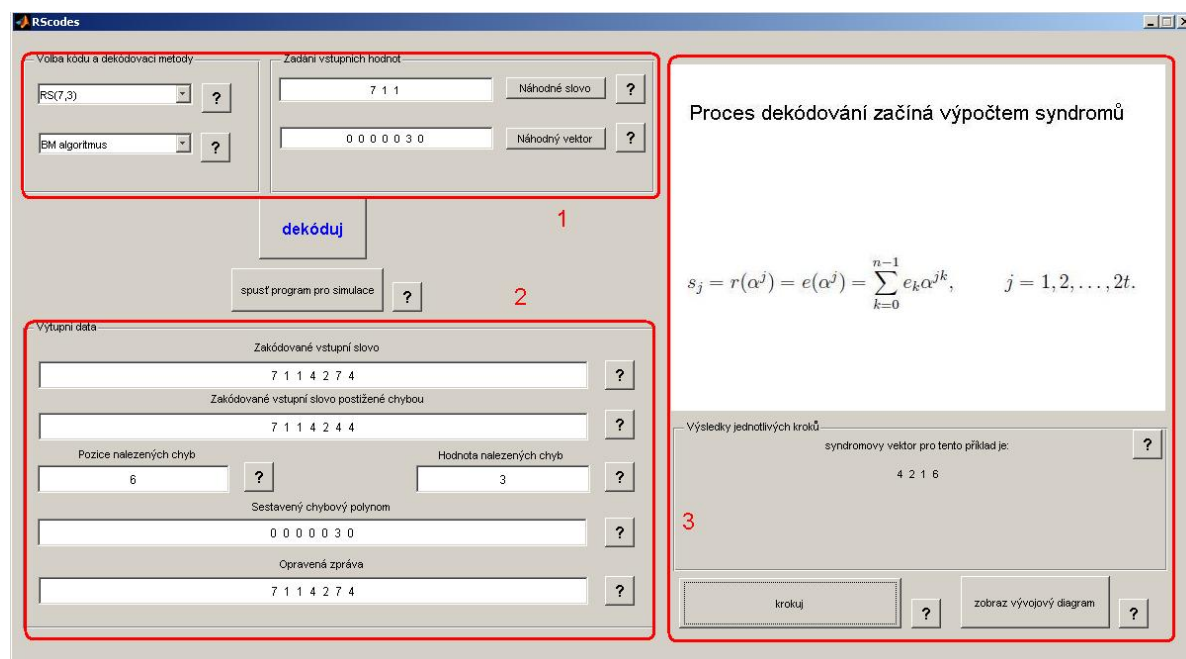 RScodes
Volba kódu a dekódovací metody
RS(7,3)
?
BM algoritmus
?
Zadání vstupních hodnot
7 1 1
Náhodné slovo
?
0 0 0 0 0 3 0
Náhodný vektor
?
1
dekóduj
spusť program pro simulace
?
2
Výtupní data
Zakódované vstupní slovo
7 1 1 4 2 7 4
?
Zakódované vstupní slovo postižené chybou
7 1 1 4 2 4 4
?
Pozice nalezených chyb
6
?
Hodnota nalezených chyb
3
?
Sestavený chybový polynom
0 0 0 0 0 3 0
?
Opravená zpráva
7 1 1 4 2 7 4
?
Proces dekódování začíná výpočtem syndromů
s_j = r(α^j) = e(α^j) = \sum_{k=0}^{n-1} e_k α^{jk}, j = 1, 2, . . . , 2t.
Výsledky jednotlivých kroků
syndromovy vektor pro tento příklad je:
?
4 2 1 6
3
krokuj
?
zobraz vývojový diagram
?